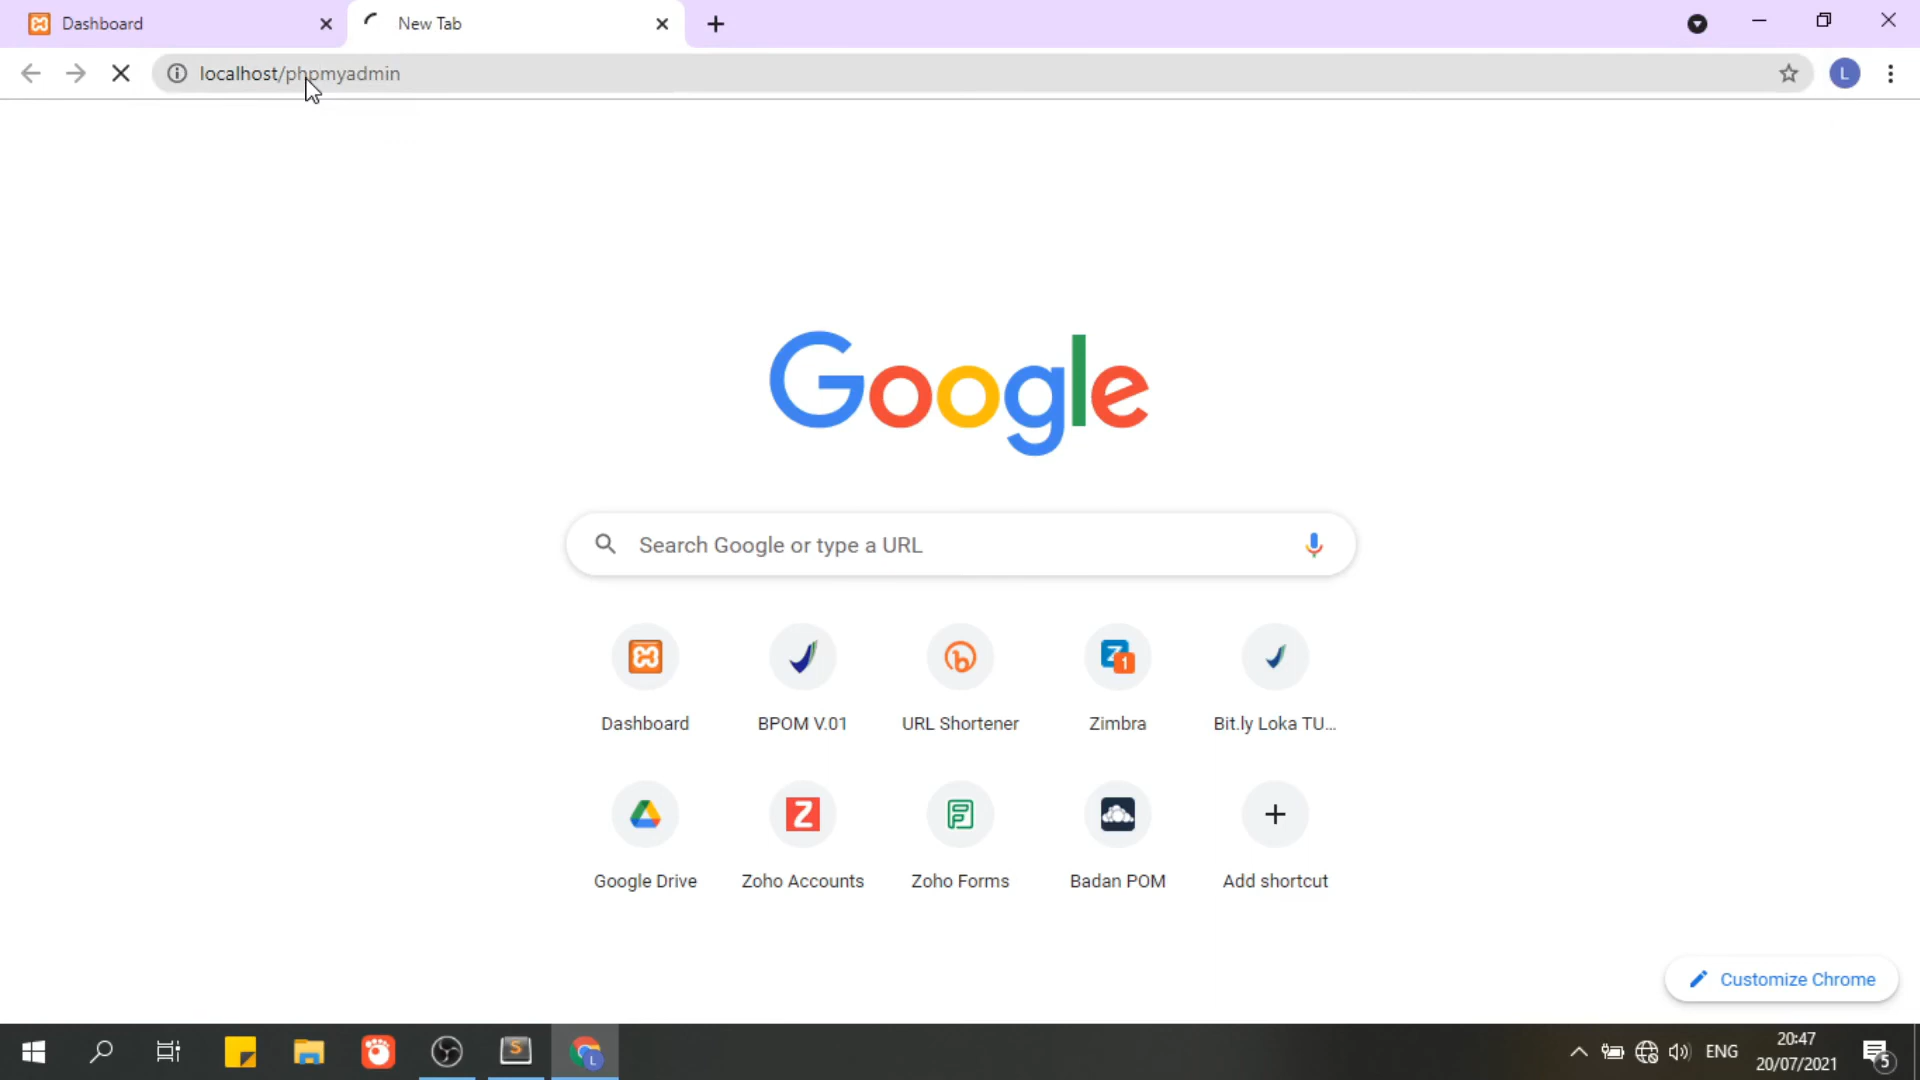 Dashboard
New Tab
localhost/phpmyadmin
L
Google
Search Google or type a URL
1
Dashboard
BPOM V.01
URL Shortener
Zimbra
Bit.ly Loka TU...
Google Drive
Zoho Accounts
Zoho Forms
Badan POM
Add shortcut
Customize Chrome
L
ENG
20:47
20/07/2021
5